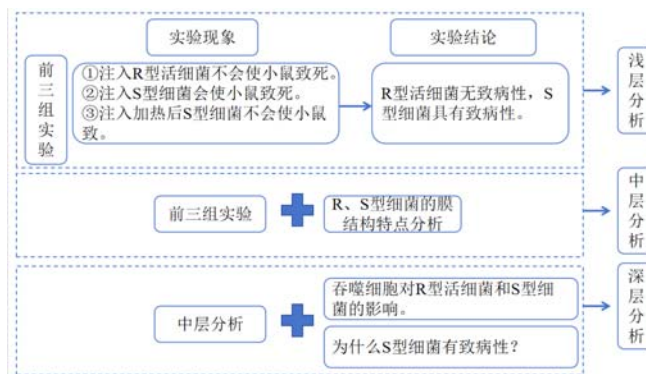 实验现象
实验结论
前三组实验
①注入R型活细菌不会使小鼠致死。
②注入S型细菌会使小鼠致死。
③注入加热后S型细菌不会使小鼠
致。
R型活细菌无致病性，S
型细菌具有致病性。
浅层分析
前三组实验
R、S型细菌的膜
结构特点分析
中层分析
中层分析
吞噬细胞对R型活细菌和S型细
菌的影响。
为什么S型细菌有致病性？
深层分析